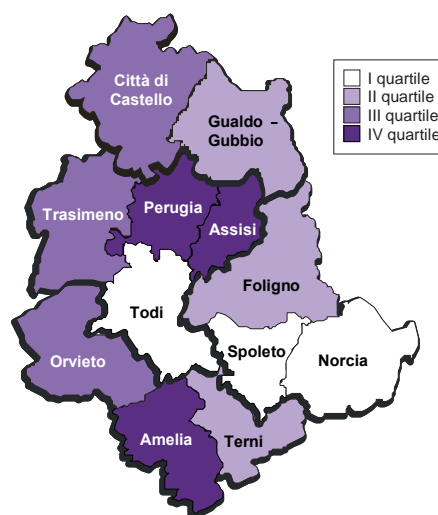 Città di
Castello
Gualdo –
Gubbio
I quartile
II quartile
III quartile
IV quartile
Trasimeno
Perugia
Assisi
Foligno
Todi
Spoleto
Norcia
Orvieto
Amelia
Terni